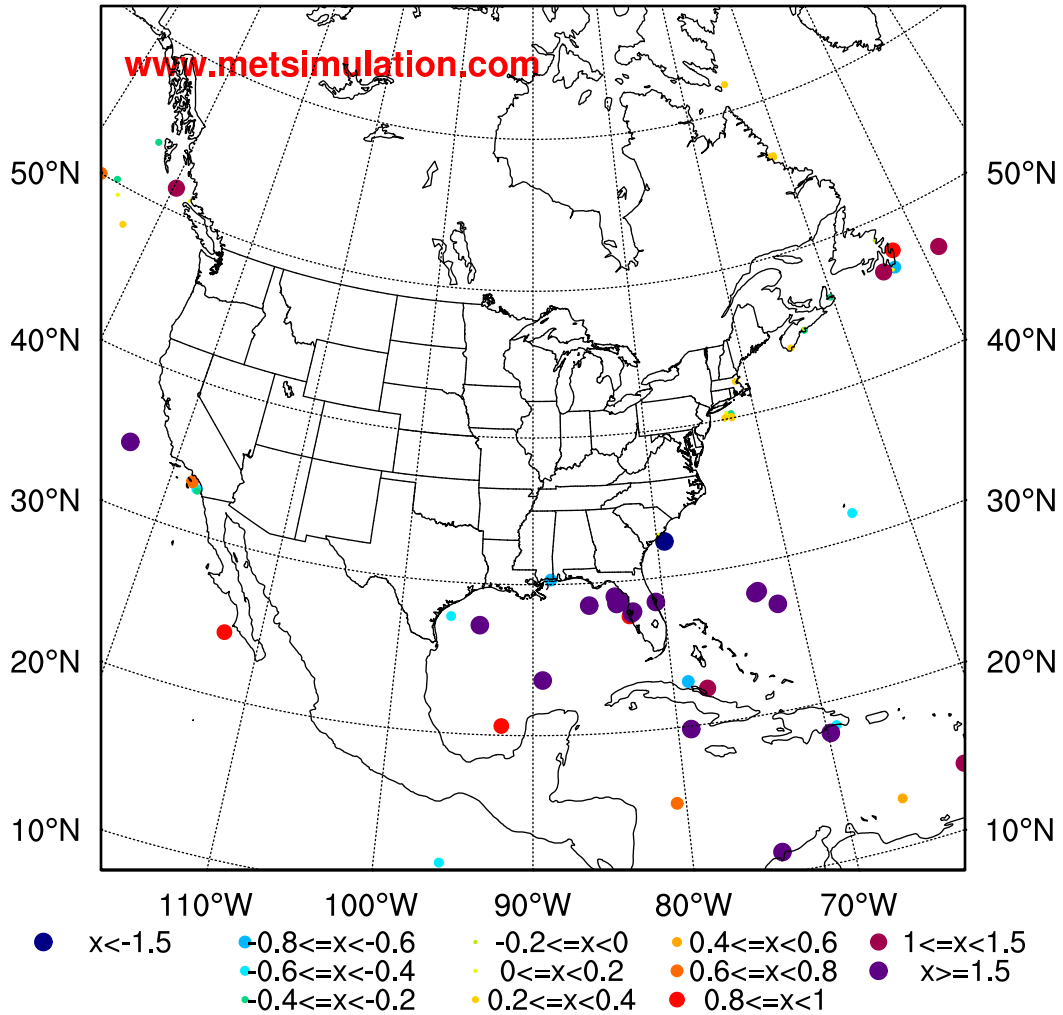 www.metsimulation.com
50°N 50°N
40°N 40°N
30°N 30°N
20°N 20°N
10°N 10°N
110°W 100°W 90°W 80°W 70°W
x<-1.5 -0.8<=x<-0.6 -0.2<=x<0 0.4<=x<0.6 1<=x<1.5
-0.6<=x<-0.4 0<=x<0.2 0.6<=x<0.8 x>=1.5
-0.4<=x<-0.2 0.2<=x<0.4 0.8<=x<1